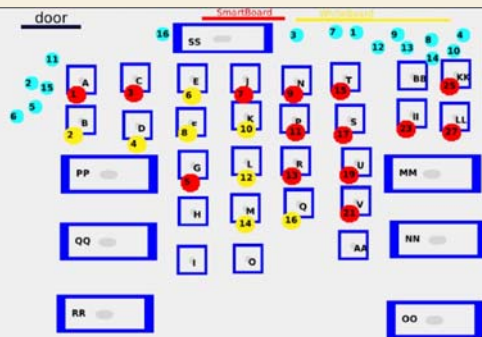 door
SmartBoard
WhiteBoard
16
SS
3
7
1
9
8
4
12
13
10
14
11
2
15
5
6
A
1
C
3
E
6
J
7
N
9
T
15
BB
KK
25
B
2
D
4
F
8
K
10
P
11
S
17
II
23
LL
27
PP
G
5
L
12
R
13
U
19
MM
H
M
14
Q
16
V
21
QQ
I
O
AA
NN
RR
OO